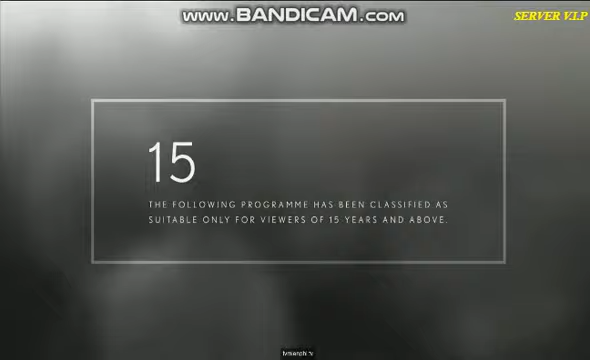 WWW.BANDICAM.COM
SERVER V.I.P
15
THE FOLLOWING PROGRAMME HAS BEEN CLASSIFIED AS
SUITABLE ONLY FOR VIEWERS OF 15 YEARS AND ABOVE.